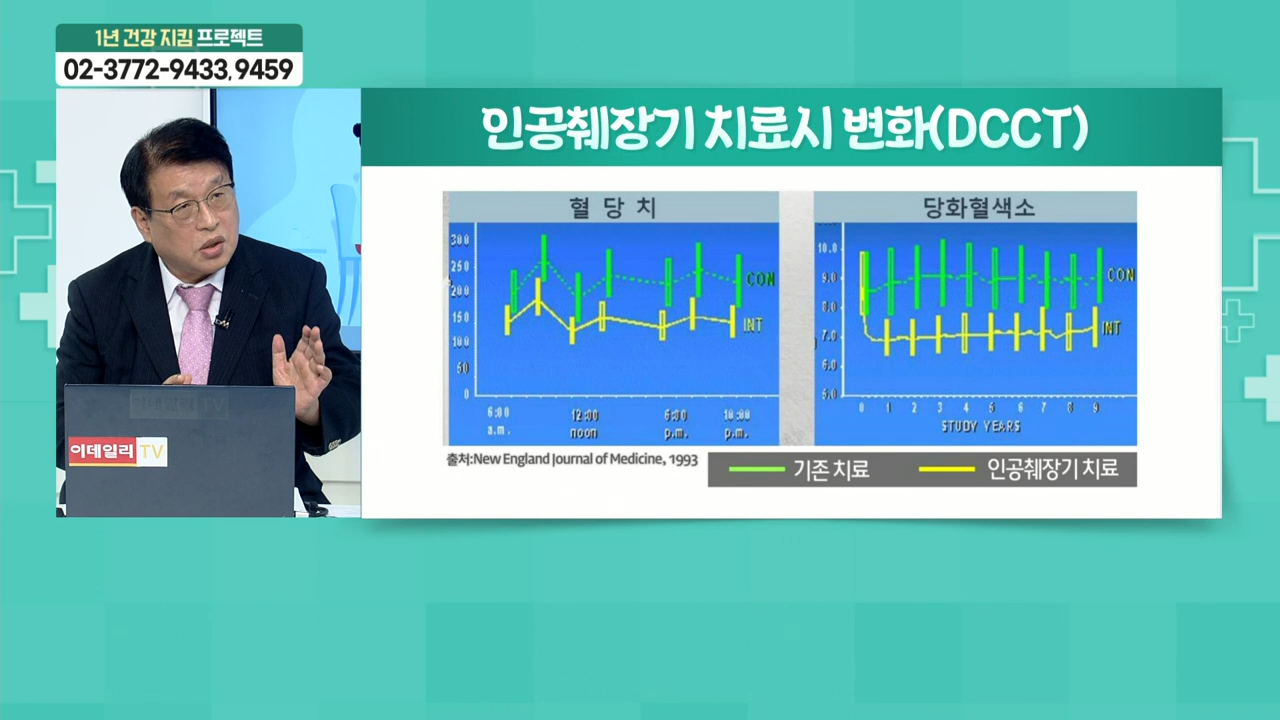 1년 건강 지킴 프로젝트
02-3772-9433, 9459
인공췌장기 치료시 변화(DCCT)
혈 당 치
300
250
200
150
100
50
0
CON
INT
6:00 a.m.
12:00 noon
6:00 p.m.
10:00 p.m.
당화혈색소
10.0
9.0
8.0
7.0
6.0
5.0
CON
INT
0 1 2 3 4 5 6 7 8 9
STUDY YEARS
출처:New England Journal of Medicine, 1993
기존 치료
인공췌장기 치료
이데일리 TV
이데일리TV